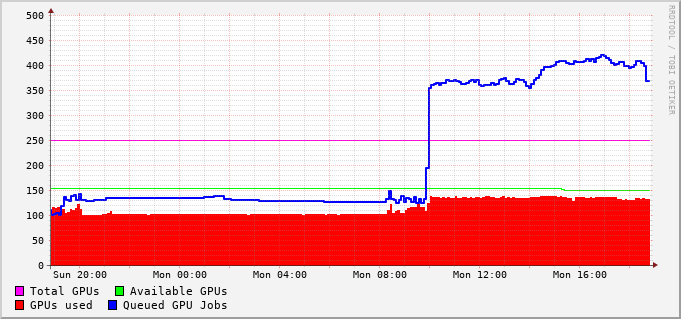 500
450
400
350
300
250
200
150
100
50
0
Sun 20:00 Mon 00:00 Mon 04:00 Mon 08:00 Mon 12:00 Mon 16:00
Total GPUs Available GPUs
GPUs used Queued GPU Jobs
RRDTOOL / TOBI OETIKER